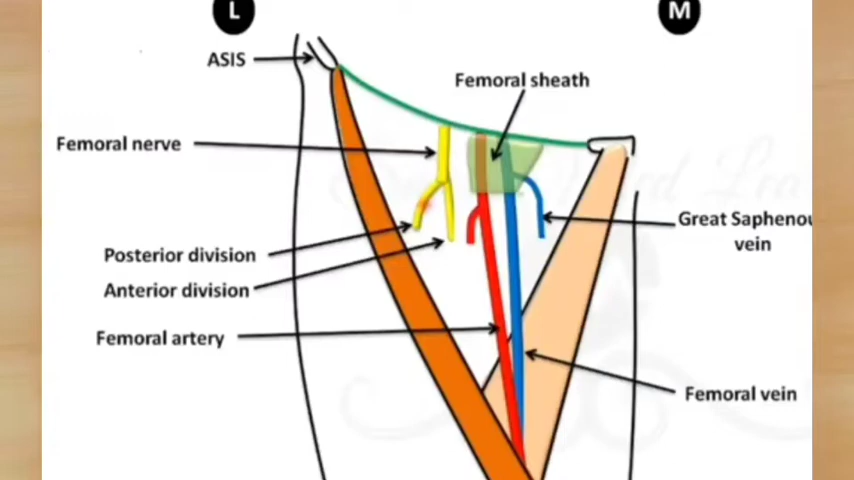 L
M
ASIS
Femoral sheath
Femoral nerve
Great Saphenou
vein
Posterior division
Anterior division
Femoral artery
Femoral vein